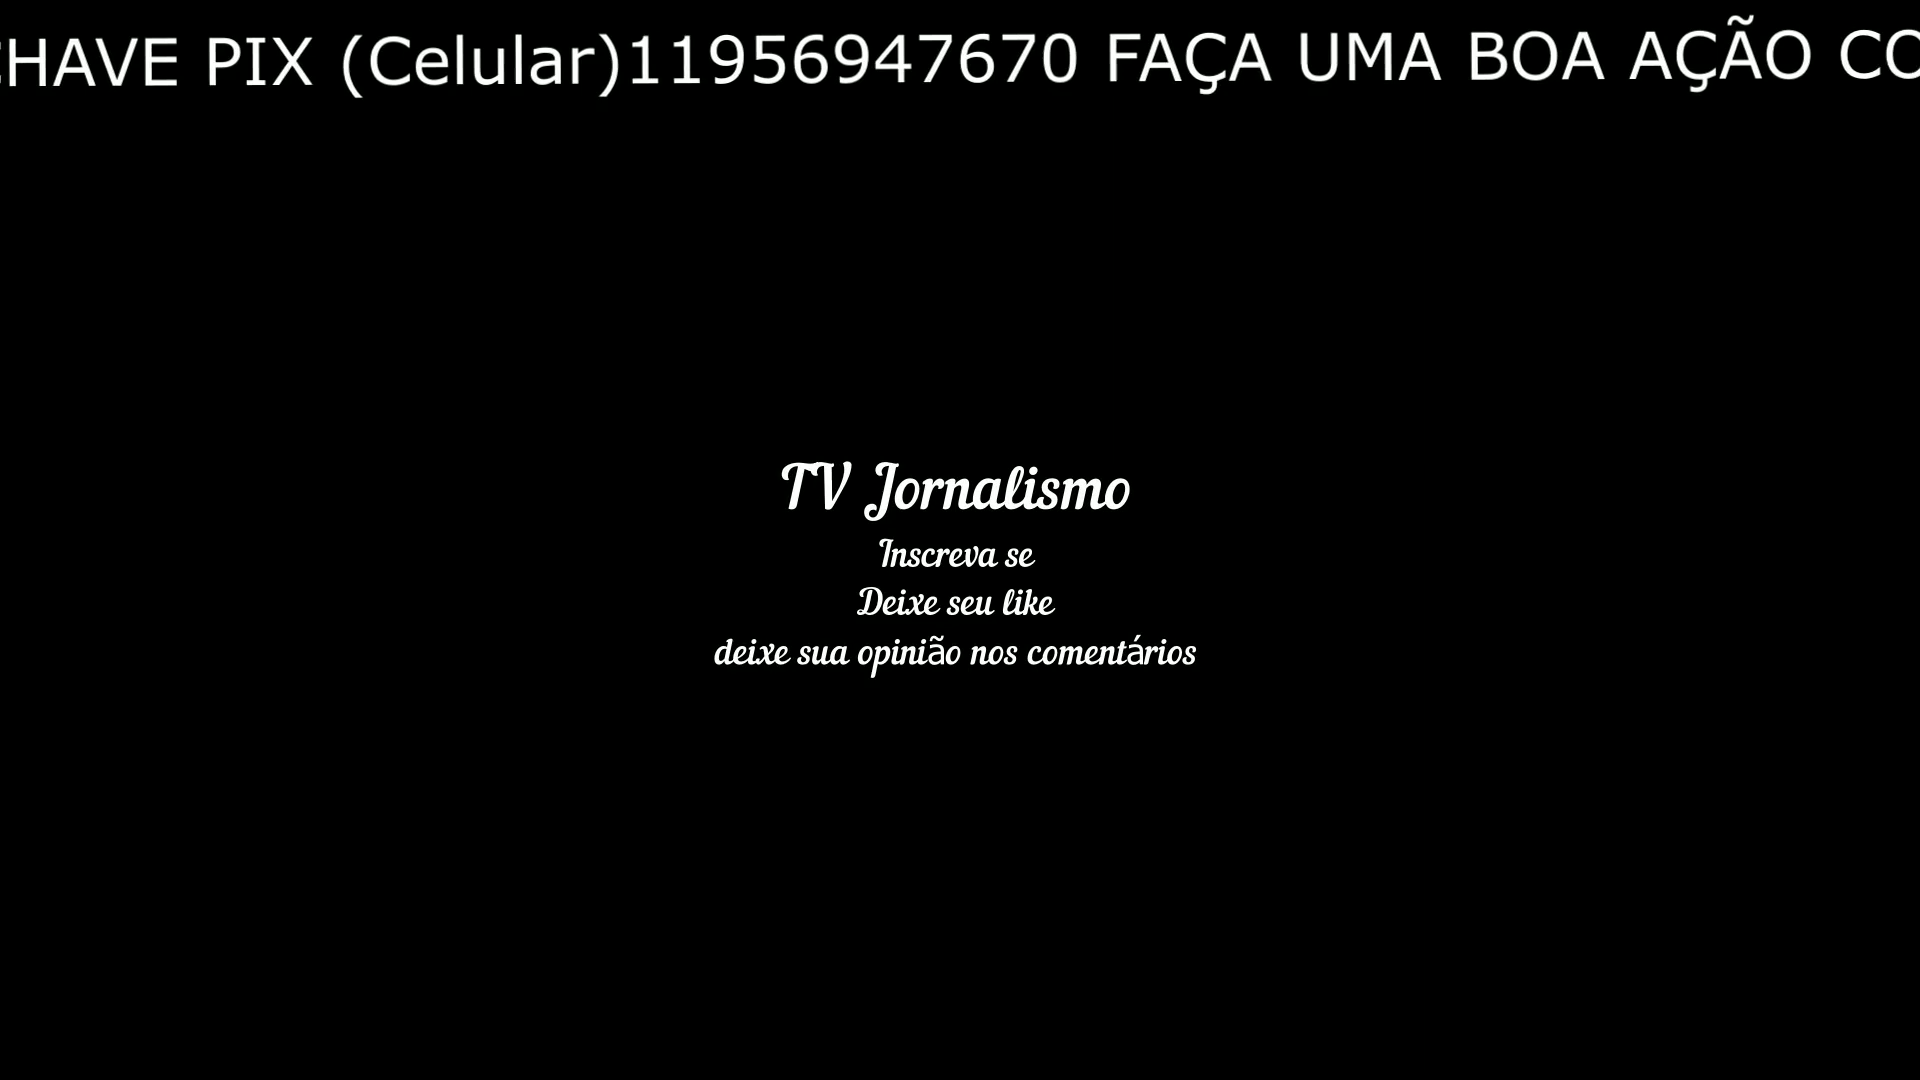 CHAVE PIX (Celular)11956947670 FAÇA UMA BOA AÇÃO CO
TV Jornalismo
Inscreva se
Deixe seu like
deixe sua opinião nos comentários